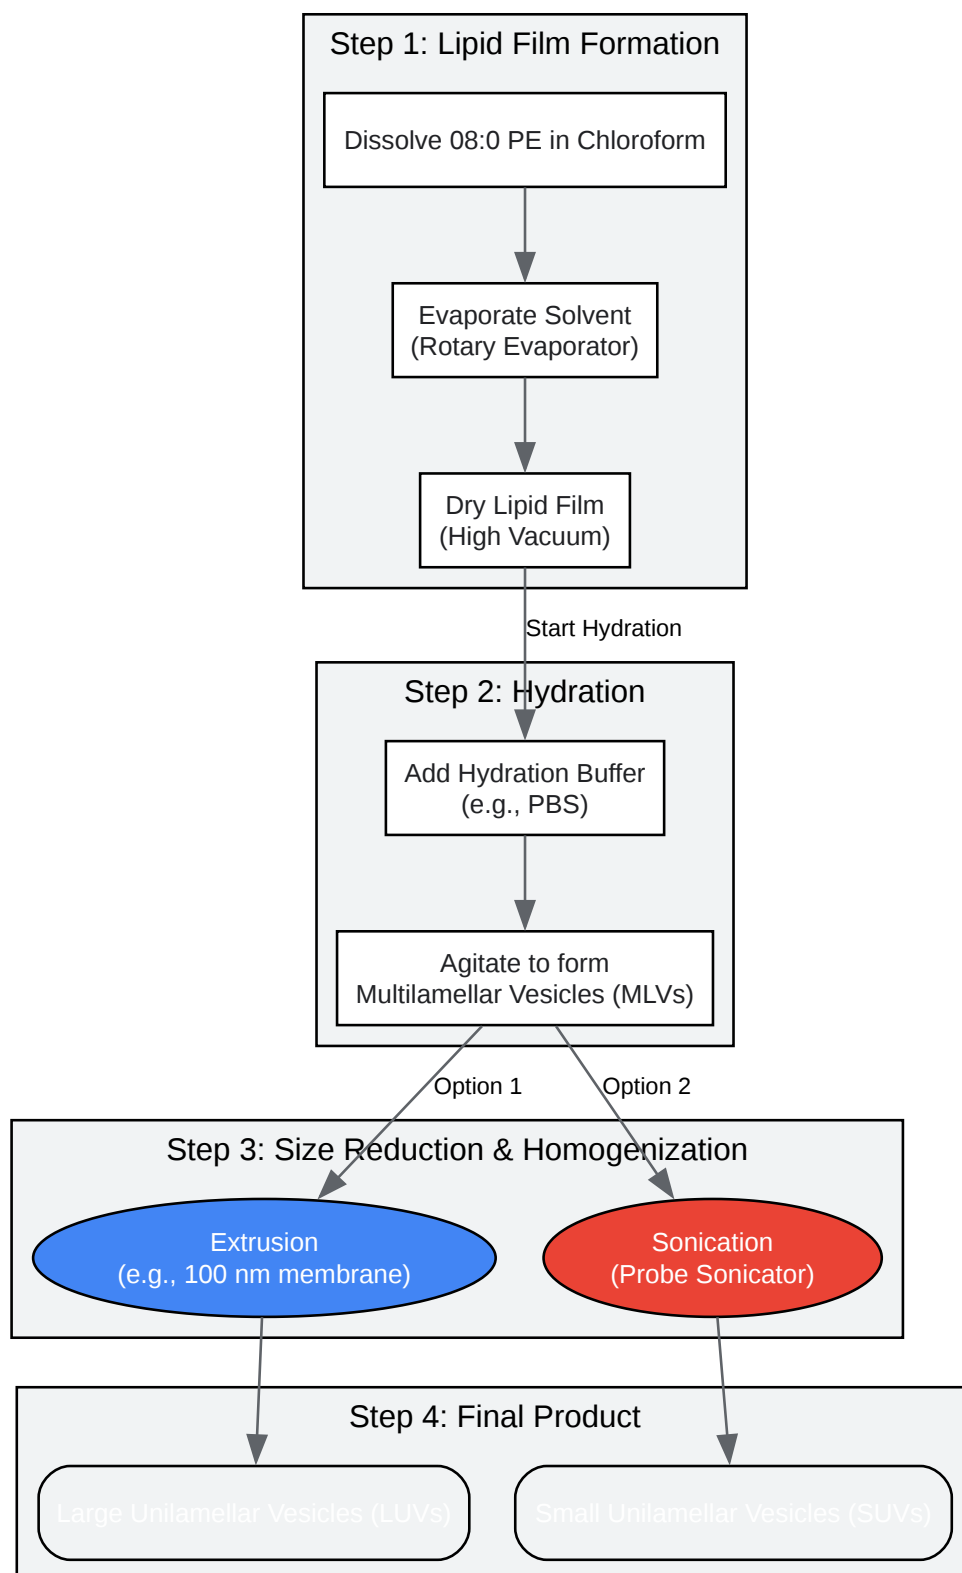 Step 1: Lipid Film Formation
Dissolve 08:0 PE in Chloroform
Evaporate Solvent
(Rotary Evaporator)
Dry Lipid Film
(High Vacuum)
Start Hydration
Step 2: Hydration
Add Hydration Buffer
(e.g., PBS)
Agitate to form
Multilamellar Vesicles (MLVs)
Option 1
Option 2
Step 3: Size Reduction & Homogenization
Extrusion
(e.g., 100 nm membrane)
Sonication
(Probe Sonicator)
Step 4: Final Product
Large Unilamellar Vesicles (LUVs)
Small Unilamellar Vesicles (SUVs)